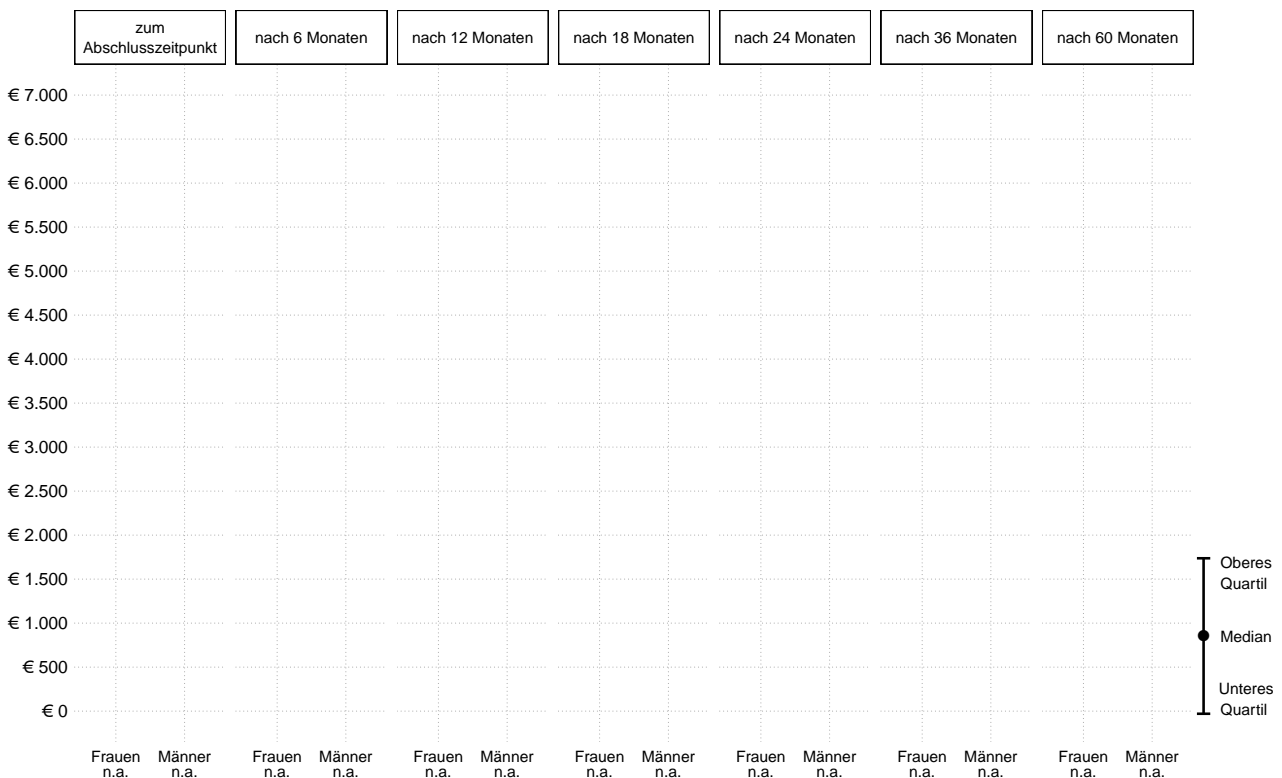 zum
Abschlusszeitpunkt
nach 6 Monaten
nach 12 Monaten
nach 18 Monaten
nach 24 Monaten
nach 36 Monaten
nach 60 Monaten
€ 7.000
€ 6.500
€ 6.000
€ 5.500
€ 5.000
€ 4.500
€ 4.000
€ 3.500
€ 3.000
€ 2.500
€ 2.000
€ 1.500
€ 1.000
€ 500
€ 0
Oberes
Quartil
Median
Unteres
Quartil
Frauen Männer Frauen Männer Frauen Männer Frauen Männer Frauen Männer Frauen Männer Frauen Männer
n.a. n.a. n.a. n.a. n.a. n.a. n.a. n.a. n.a. n.a. n.a. n.a. n.a. n.a.